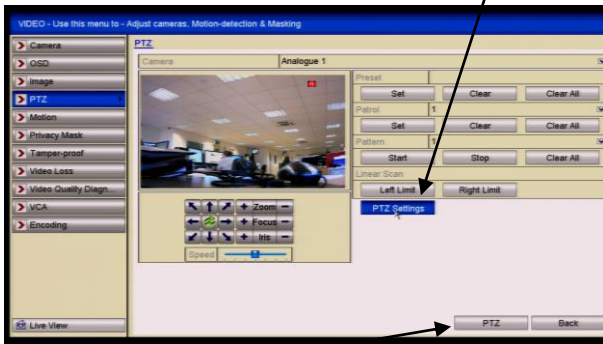 VIDEO - Use this menu to - Adjust cameras, Motion-detection & Masking
Camera
OSD
Image
PTZ
Motion
Privacy Mask
Tamper-proof
Video Loss
Video Quality Diagn...
VCA
Encoding
Live View
PTZ
Camera Analogue 1
Preset
Set Clear Clear All
Patrol 1
Set Clear Clear All
Pattern 1
Start Stop Clear All
Linear Scan
Left Limit Right Limit
PTZ Settings
+ Zoom -
+ Focus -
+ Iris -
Speed
PTZ Back